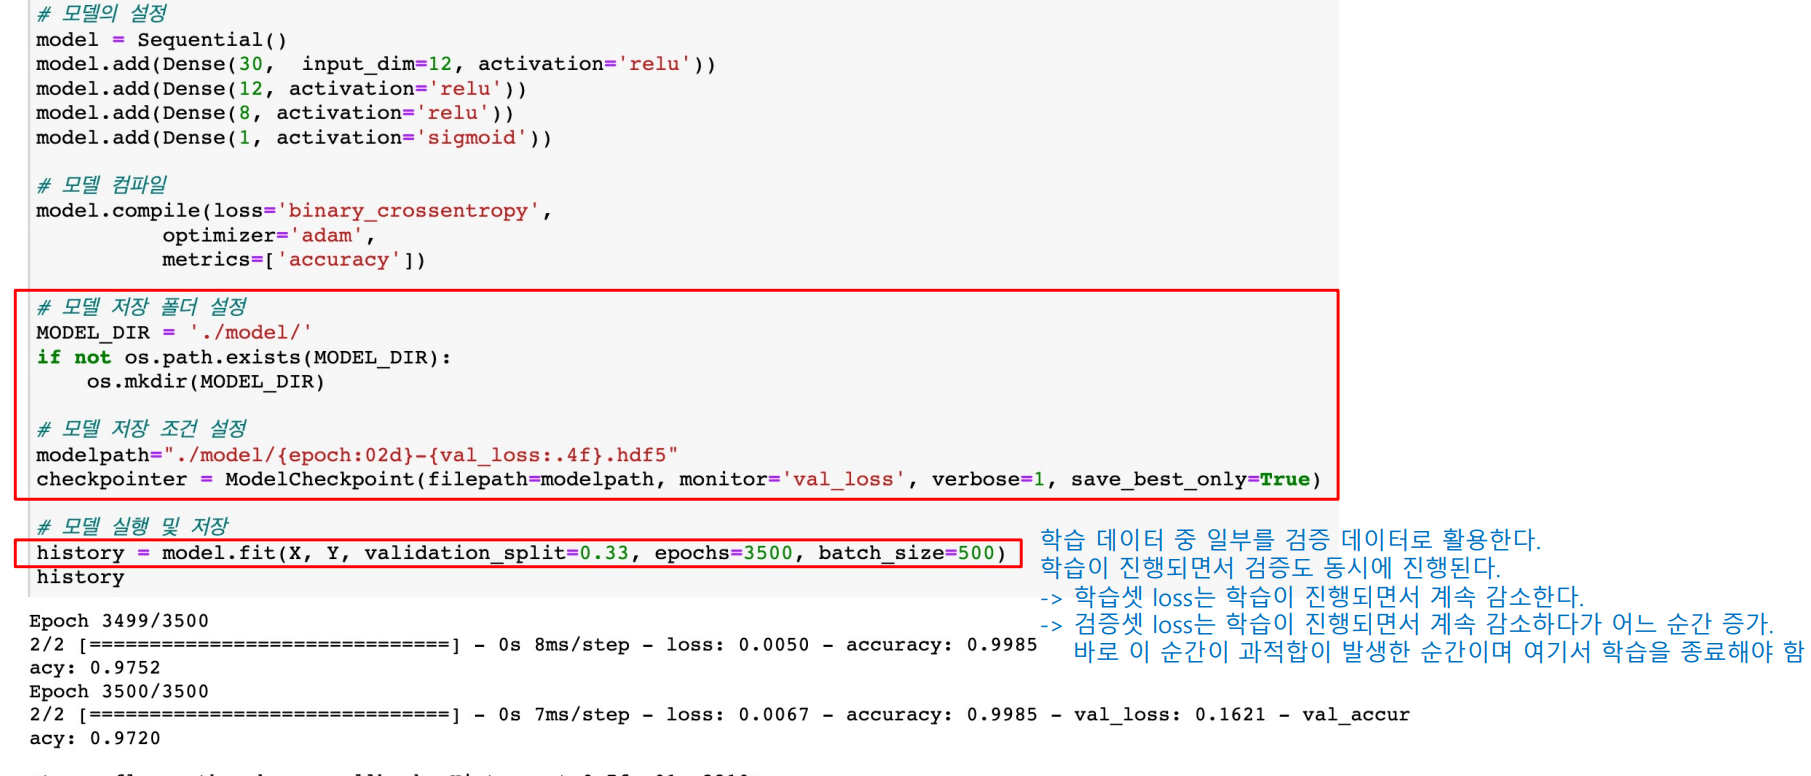 # 모델의 설정
model = Sequential()
model.add(Dense(30,  input_dim=12, activation='relu'))
model.add(Dense(12, activation='relu'))
model.add(Dense(8, activation='relu'))
model.add(Dense(1, activation='sigmoid'))
# 모델 컴파일
model.compile(loss='binary_crossentropy',
          optimizer='adam',
          metrics=['accuracy'])
# 모델 저장 폴더 설정
MODEL_DIR = './model/'
if not os.path.exists(MODEL_DIR):
    os.mkdir(MODEL_DIR)
# 모델 저장 조건 설정
modelpath="./model/{epoch:02d}-{val_loss:.4f}.hdf5"
checkpointer = ModelCheckpoint(filepath=modelpath, monitor='val_loss', verbose=1, save_best_only=True)
# 모델 실행 및 저장
history = model.fit(X, Y, validation_split=0.33, epochs=3500, batch_size=500)
history
학습 데이터 중 일부를 검증 데이터로 활용한다.
학습이 진행되면서 검증도 동시에 진행된다.
-> 학습셋 loss는 학습이 진행되면서 계속 감소한다.
-> 검증셋 loss는 학습이 진행되면서 계속 감소하다가 어느 순간 증가.
바로 이 순간이 과적합이 발생한 순간이며 여기서 학습을 종료해야 함
Epoch 3499/3500
2/2 [==============================] - 0s 8ms/step - loss: 0.0050 - accuracy: 0.9985
acy: 0.9752
Epoch 3500/3500
2/2 [==============================] - 0s 7ms/step - loss: 0.0067 - accuracy: 0.9985 - val_loss: 0.1621 - val_accur
acy: 0.9720